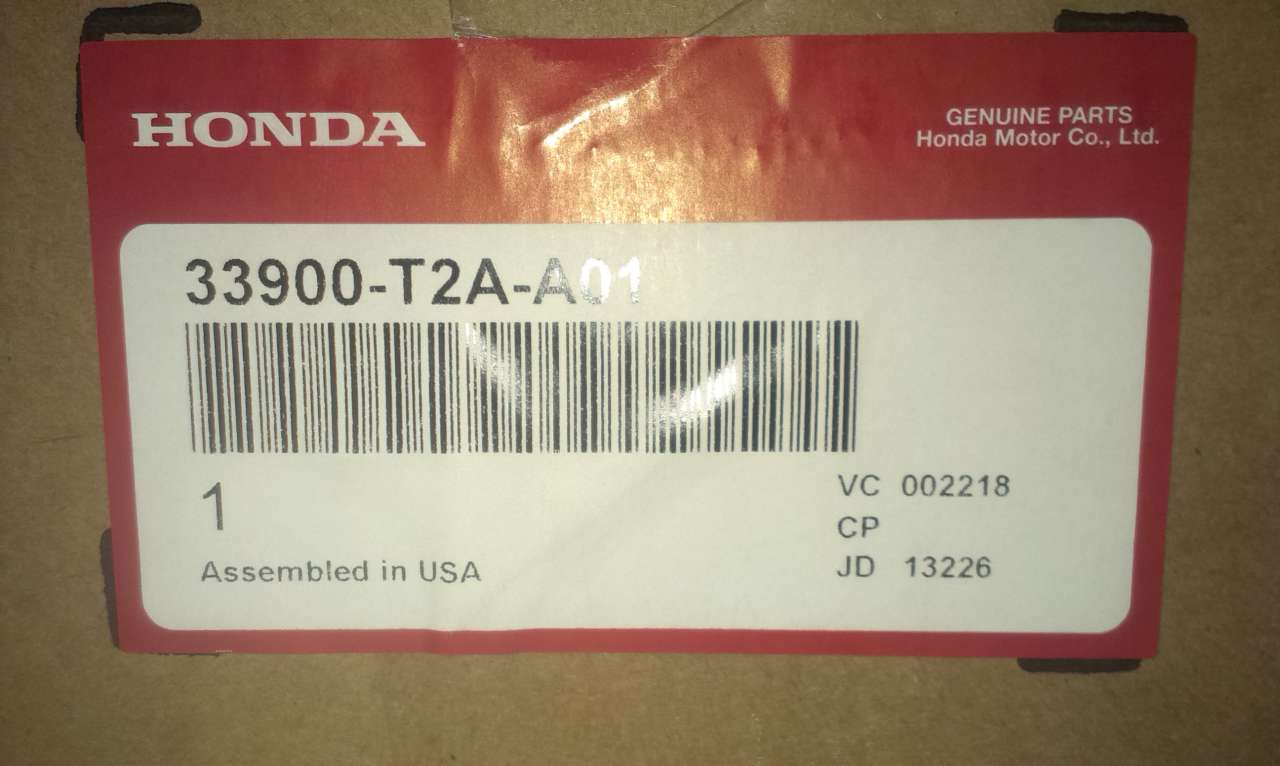 HONDA
GENUINE PARTS
Honda Motor Co., Ltd.
33900-T2A-A01
1
Assembled in USA
VC 002218
CP
JD 13226